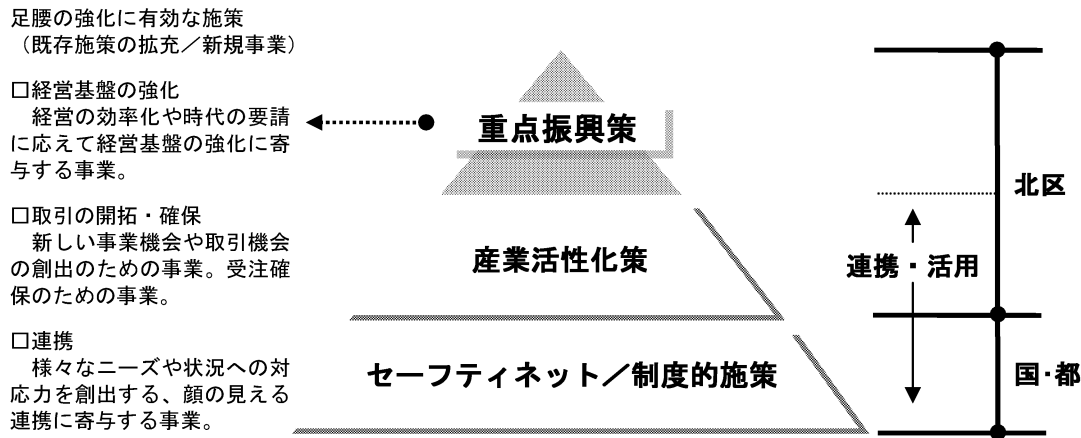 足腰の強化に有効な施策
（既存施策の拡充／新規事業）
□経営基盤の強化
　経営の効率化や時代の要請
に応えて経営基盤の強化に寄
与する事業。
□取引の開拓・確保
　新しい事業機会や取引機会
の創出のための事業。受注確
保のための事業。
□連携
　様々なニーズや状況への対
応力を創出する、顔の見える
連携に寄与する事業。
重点振興策
産業活性化策
セーフティネット／制度的施策
北区
連携・活用
国・都